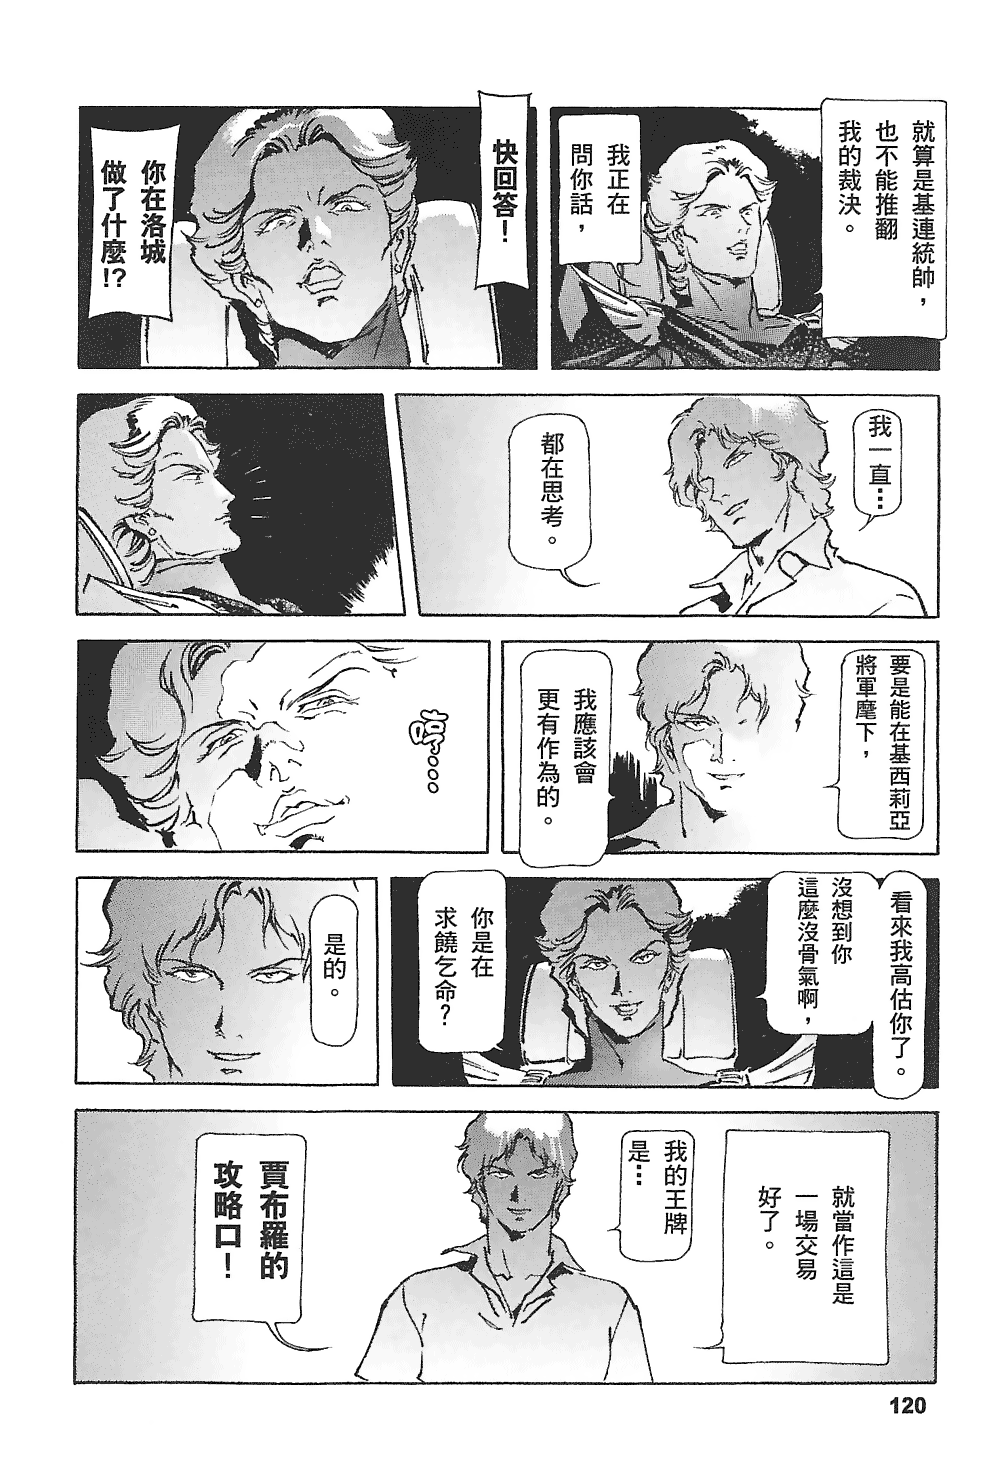 就算是基連統帥，
也不能推翻
我的裁決。
我正在
問你話，
快回答！
你在洛城
做了什麼!?
我一直…
都在思考。
要是能在基西莉亞
將軍麾下，
我應該會
更有作為的。
哼……
看來我高估你了。
沒想到你
這麼沒骨氣啊，
你是在
求饒乞命？
是的。
就當作這是
一場交易
好了。
我的王牌
是…
賈布羅的
攻略口！
120